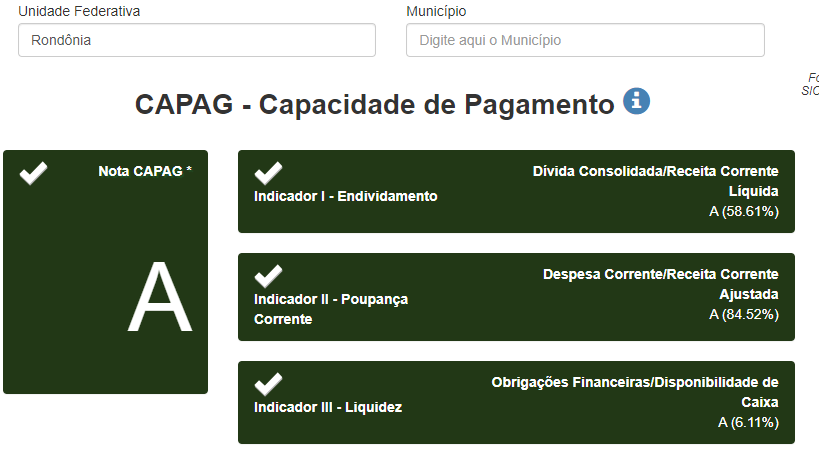 Unidade Federativa
Município
Rondônia
Digite aqui o Município
CAPAG - Capacidade de Pagamento
Nota CAPAG *
A
Indicador I - Endividamento
Dívida Consolidada/Receita Corrente
Líquida
A (58.61%)
Indicador II - Poupança
Corrente
Despesa Corrente/Receita Corrente
Ajustada
A (84.52%)
Indicador III - Liquidez
Obrigações Financeiras/Disponibilidade de
Caixa
A (6.11%)